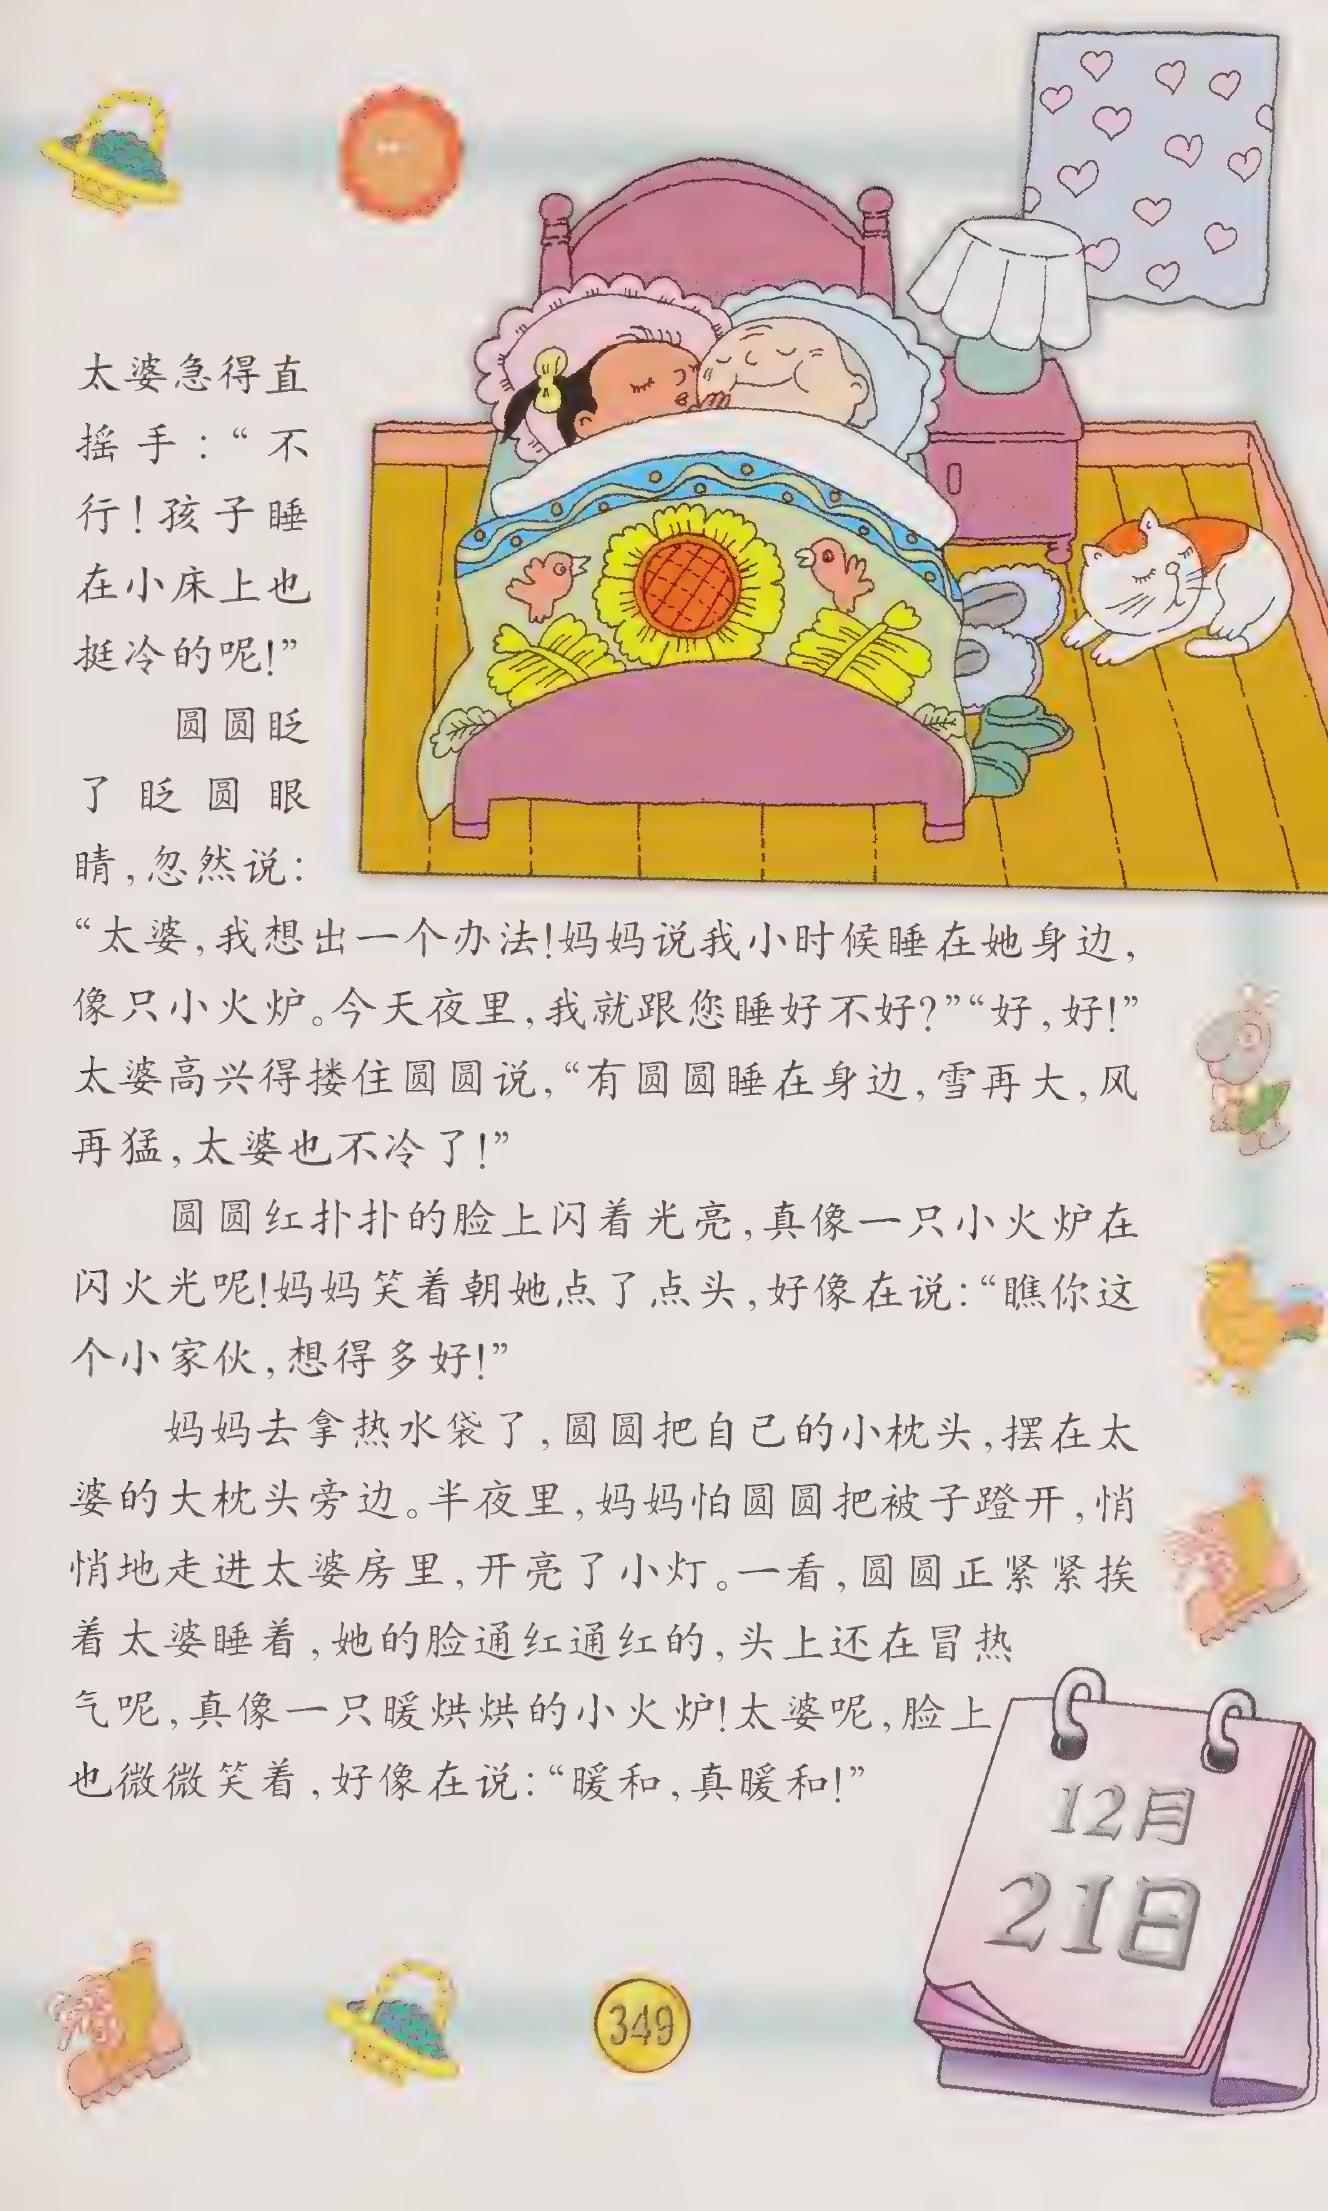 太婆急得直
摇手：“不
行！孩子睡
在小床上也
挺冷的呢！”
圆圆眨
了眨圆眼
睛，忽然说：
“太婆，我想出一个办法！妈妈说我小时候睡在她身边，
像只小火炉。今天夜里，我就跟您睡好不好？”“好，好！”
太婆高兴得搂住圆圆说，“有圆圆睡在身边，雪再大，风
再猛，太婆也不冷了！”
圆圆红扑扑的脸上闪着光亮，真像一只小火炉在
闪火光呢！妈妈笑着朝她点了点头，好像在说：“瞧你这
个小家伙，想得多好！”
妈妈去拿热水袋了，圆圆把自己的小枕头，摆在太
婆的大枕头旁边。半夜里，妈妈怕圆圆把被子蹬开，悄
悄地走进太婆房里，开亮了小灯。一看，圆圆正紧紧挨
着太婆睡着，她的脸通红通红的，头上还在冒热
气呢，真像一只暖烘烘的小火炉！太婆呢，脸上
也微微笑着，好像在说：“暖和，真暖和！”
12月
21日
349